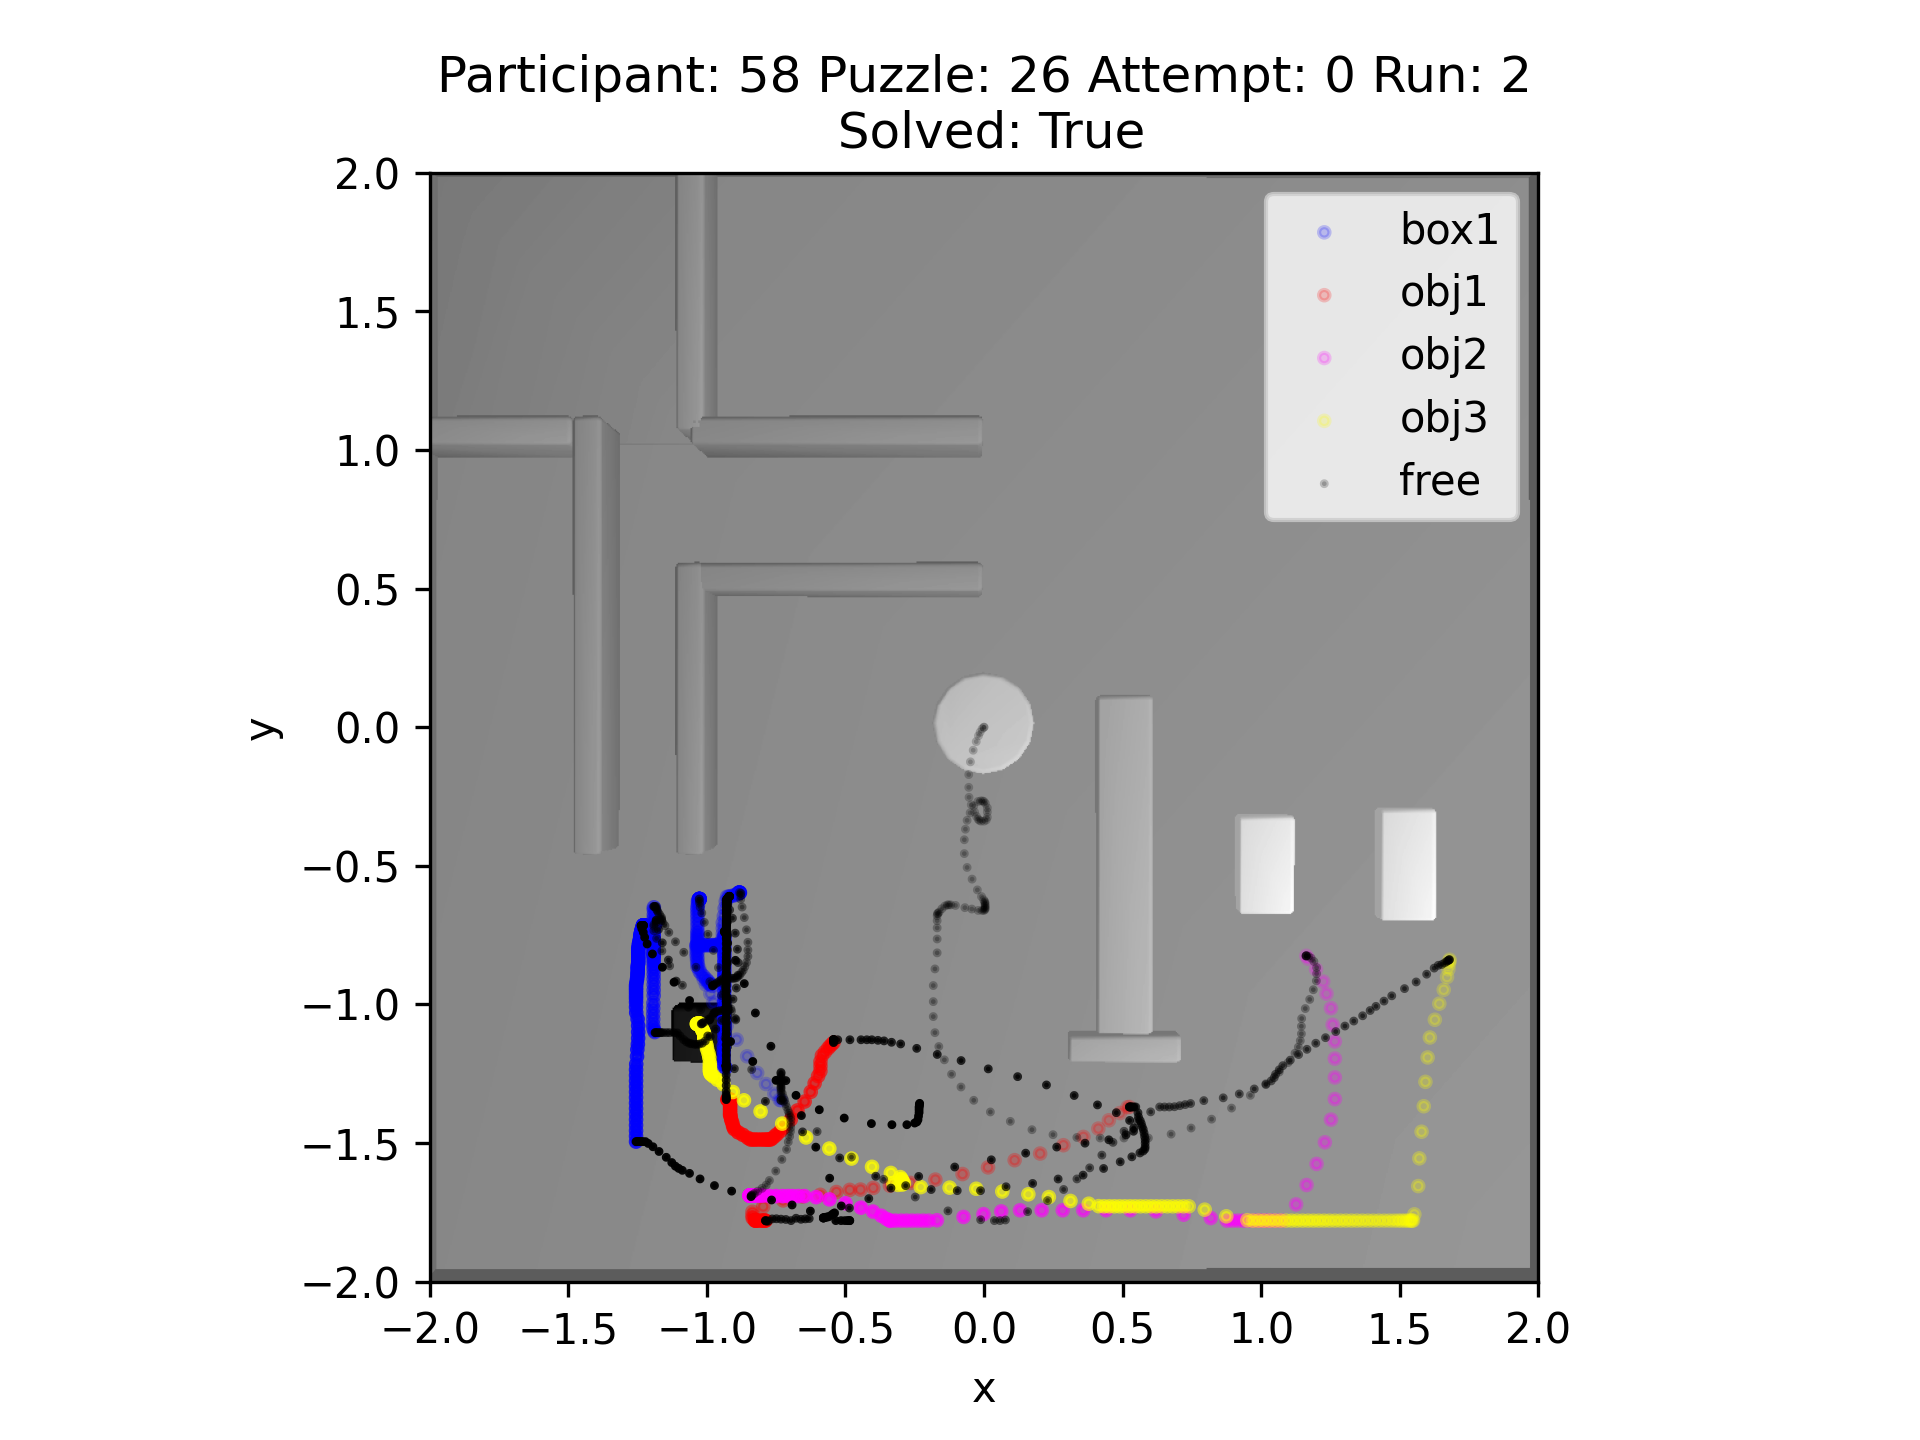 Participant: 58 Puzzle: 26 Attempt: 0 Run: 2
Solved: True
2.0
1.5
1.0
0.5
0.0
−0.5
−1.0
−1.5
−2.0
y
box1
obj1
obj2
obj3
free
−2.0 −1.5 −1.0 −0.5 0.0 0.5 1.0 1.5 2.0
x